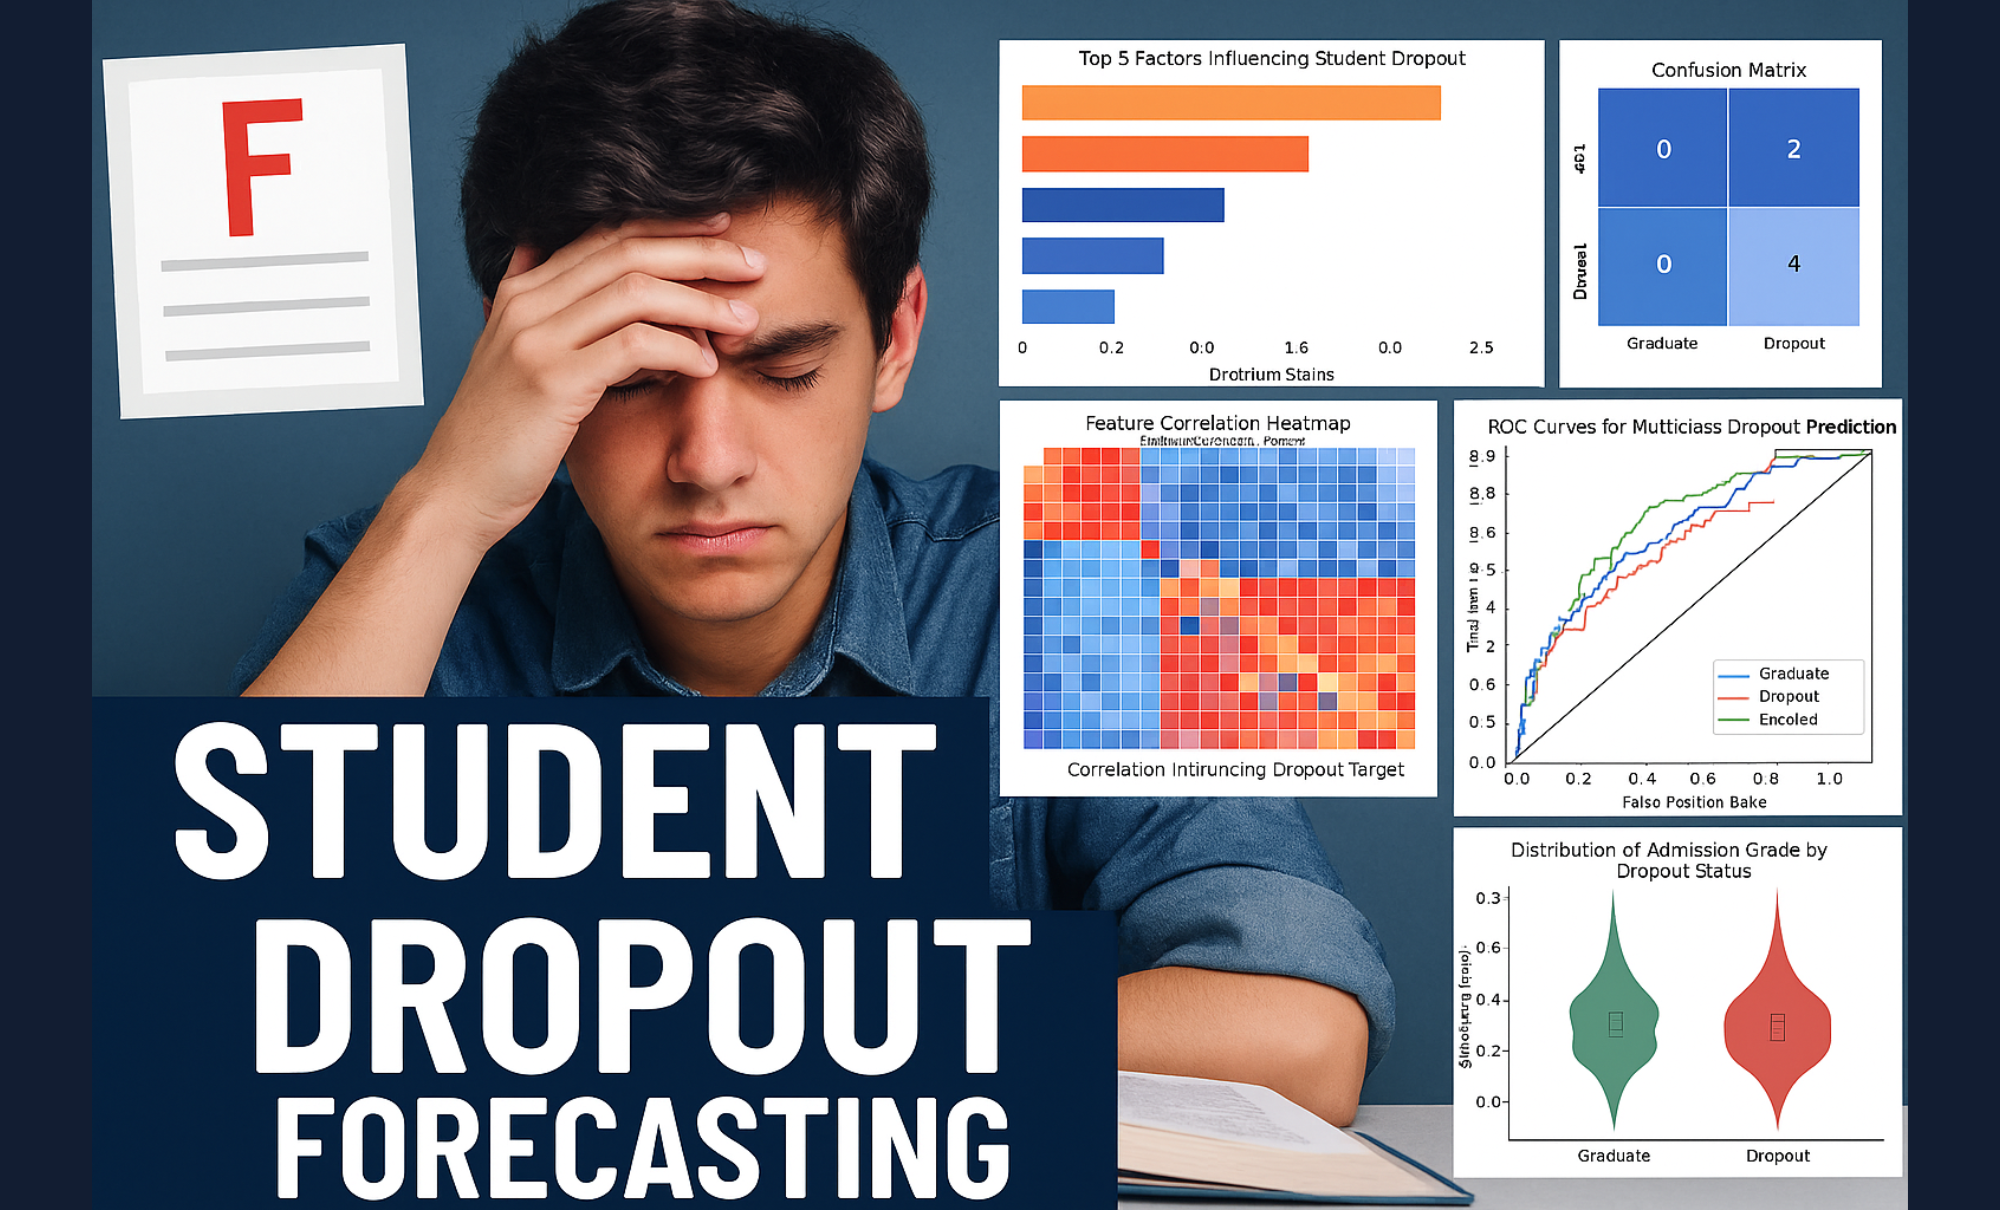 F
STUDENT
DROPOUT
FORECASTING
Top 5 Factors Influencing Student Dropout
0 0.2 0:0 1.6 0.0 2.5
Drotrium Stains
Confusion Matrix
0 2
0 4
Graduate Dropout
Feature Correlation Heatmap
Correlation Intiruncing Dropout Target
ROC Curves for Mutticiass Dropout Prediction
8.9
8.8
8.6
5
4
2
0.6
0:5
0.0
0.0 0.2 0.4 0.6 0.8 1.0
Graduate
Dropout
Encoled
Falso Position Bake
Distribution of Admission Grade by
Dropout Status
0.3
0.6
0.4
0.2
0.0
Graduate Dropout